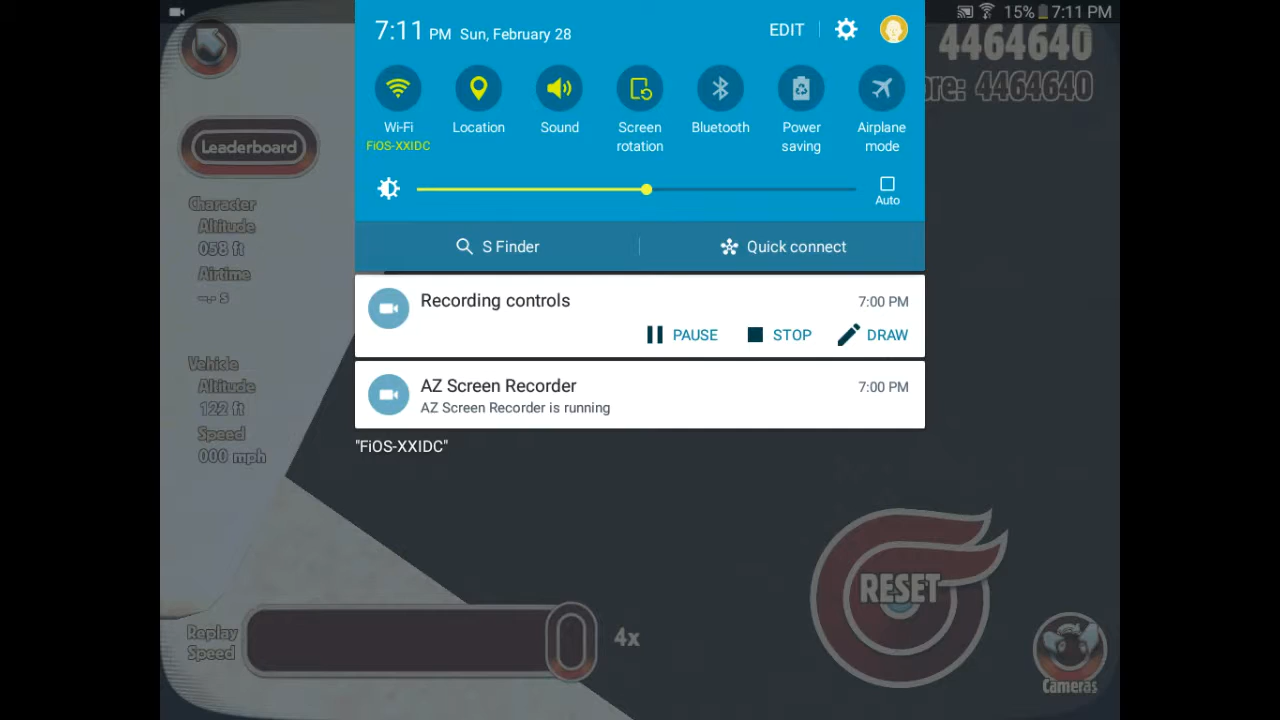 15% 7:11 PM
7:11 PM Sun, February 28
EDIT
4464640
re: 4464640
Wi-Fi
FiOS-XXIDC
Location
Sound
Screen
rotation
Bluetooth
Power
saving
Airplane
mode
Auto
S Finder
Quick connect
Leaderboard
Character
Altitude
058 ft
Airtime
--.- s
Vehicle
Altitude
122 ft
Speed
000 mph
Recording controls
7:00 PM
PAUSE
STOP
DRAW
AZ Screen Recorder
7:00 PM
AZ Screen Recorder is running
"FiOS-XXIDC"
RESET
Replay
Speed
4x
Cameras